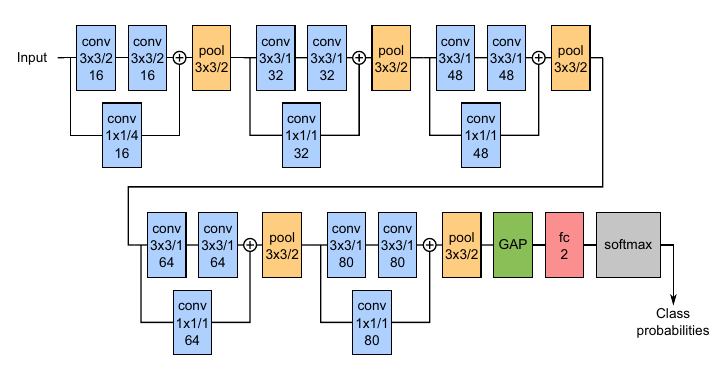 Input
conv
3x3/2
16
conv
3x3/2
16
pool
3x3/2
conv
1x1/4
16
conv
3x3/1
32
conv
3x3/1
32
pool
3x3/2
conv
1x1/1
32
conv
3x3/1
48
conv
3x3/1
48
pool
3x3/2
conv
1x1/1
48
conv
3x3/1
64
conv
3x3/1
64
pool
3x3/2
conv
1x1/1
64
conv
3x3/1
80
conv
3x3/1
80
pool
3x3/2
conv
1x1/1
80
GAP
fc
2
softmax
Class
probabilities